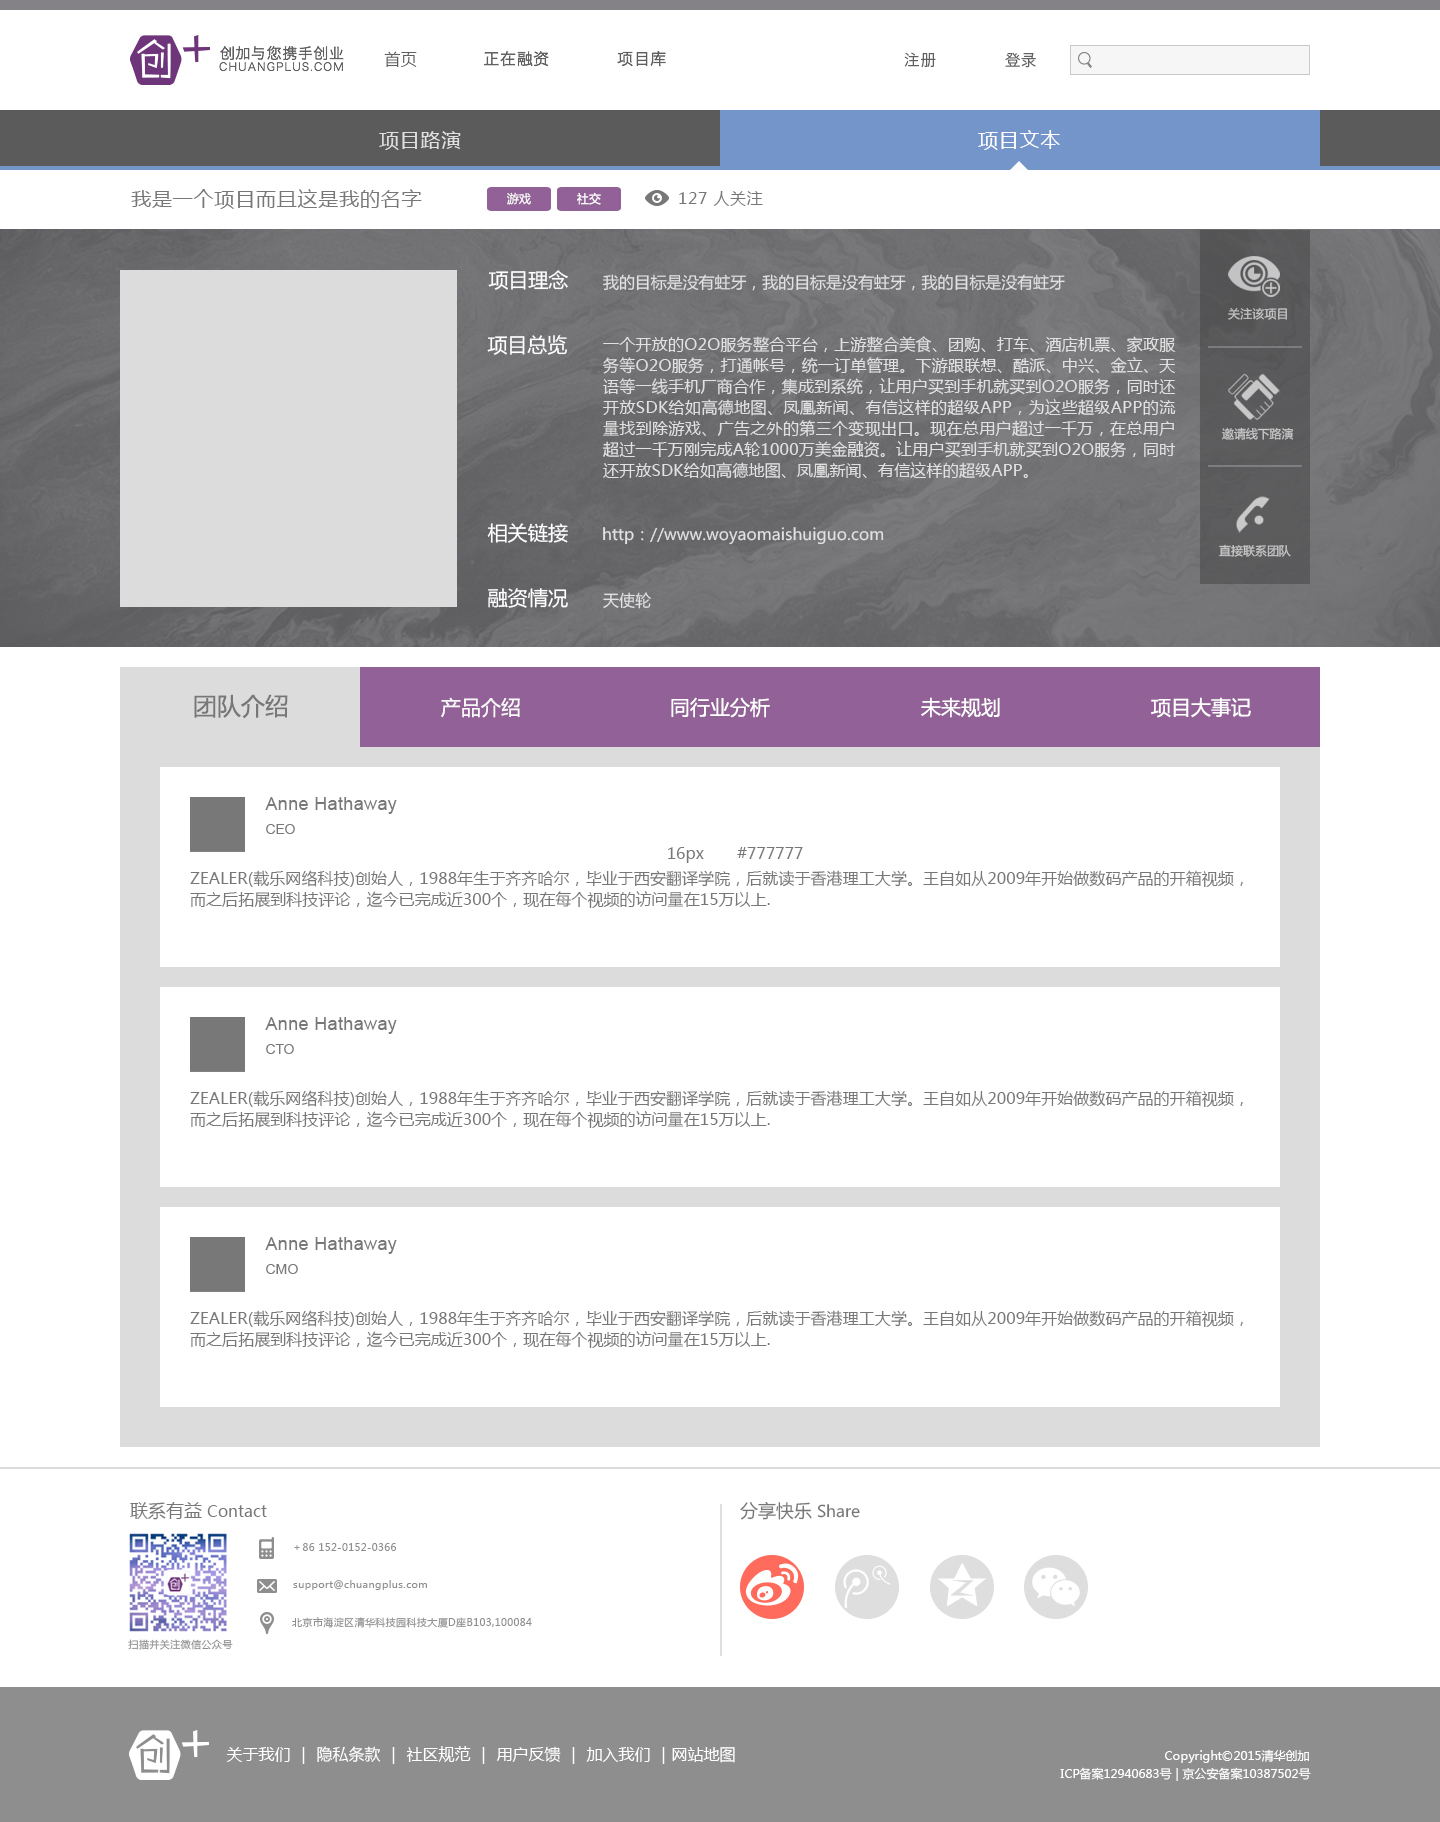 创加与您携手创业
CHUANGPLUS.COM
首页
正在融资
项目库
注册
登录
项目路演
项目文本
我是一个项目而且这是我的名字
游戏
社交
127 人关注
项目理念
我的目标是没有蛀牙，我的目标是没有蛀牙，我的目标是没有蛀牙
项目总览
一个开放的O2O服务整合平台，上游整合美食、团购、打车、酒店机票、家政服
务等O2O服务，打通帐号，统一订单管理。下游跟联想、酷派、中兴、金立、天
语等一线手机厂商合作，集成到系统，让用户买到手机就买到O2O服务，同时还
开放SDK给如高德地图、凤凰新闻、有信这样的超级APP，为这些超级APP的流
量找到除游戏、广告之外的第三个变现出口。现在总用户超过一千万，在总用户
超过一千万刚完成A轮1000万美金融资。让用户买到手机就买到O2O服务，同时
还开放SDK给如高德地图、凤凰新闻、有信这样的超级APP。
相关链接
http：//www.woyaomaishuiguo.com
融资情况
天使轮
关注该项目
邀请线下路演
直接联系团队
团队介绍
产品介绍
同行业分析
未来规划
项目大事记
Anne Hathaway
CEO
16px #777777
ZEALER(载乐网络科技)创始人，1988年生于齐齐哈尔，毕业于西安翻译学院，后就读于香港理工大学。王自如从2009年开始做数码产品的开箱视频，
而之后拓展到科技评论，迄今已完成近300个，现在每个视频的访问量在15万以上.
Anne Hathaway
CTO
ZEALER(载乐网络科技)创始人，1988年生于齐齐哈尔，毕业于西安翻译学院，后就读于香港理工大学。王自如从2009年开始做数码产品的开箱视频，
而之后拓展到科技评论，迄今已完成近300个，现在每个视频的访问量在15万以上.
Anne Hathaway
CMO
ZEALER(载乐网络科技)创始人，1988年生于齐齐哈尔，毕业于西安翻译学院，后就读于香港理工大学。王自如从2009年开始做数码产品的开箱视频，
而之后拓展到科技评论，迄今已完成近300个，现在每个视频的访问量在15万以上.
联系有益 Contact
+86 152-0152-0366
support@chuangplus.com
北京市海淀区清华科技园科技大厦D座B103,100084
扫描并关注微信公众号
分享快乐 Share
创+
关于我们 | 隐私条款 | 社区规范 | 用户反馈 | 加入我们 | 网站地图
Copyright©2015清华创加
ICP备案12940683号 | 京公安备案10387502号